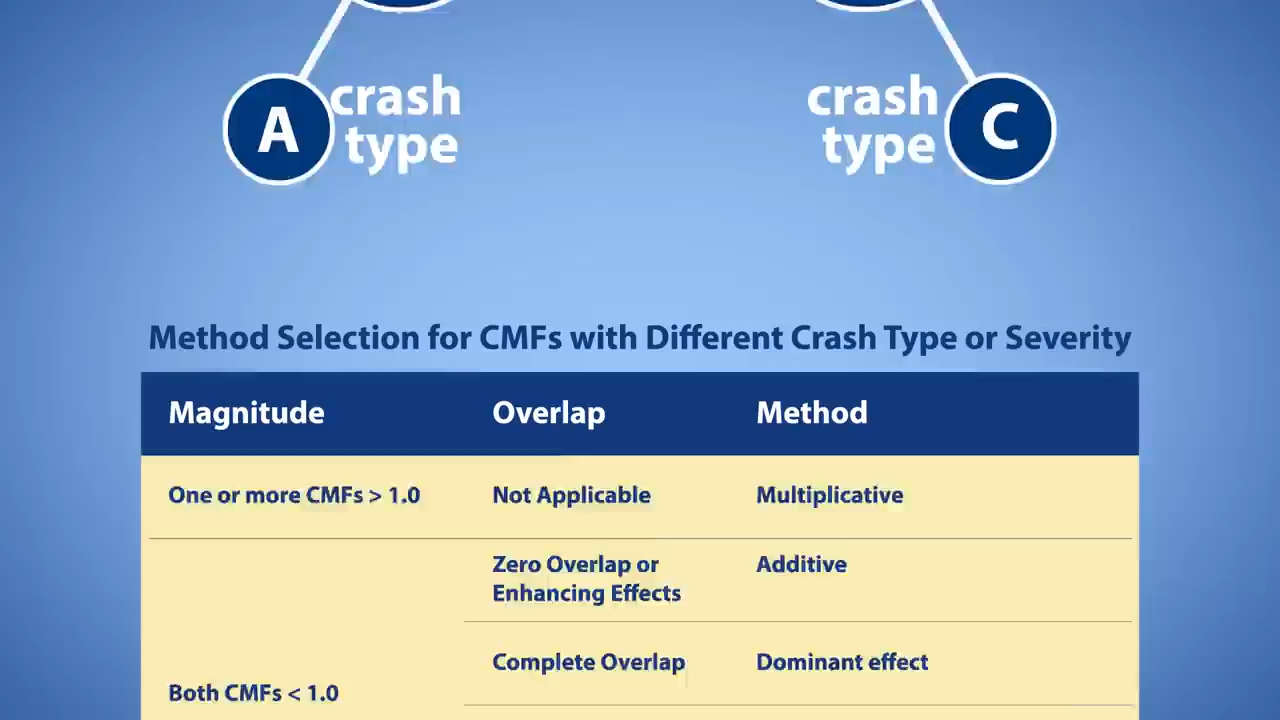 A crash type
crash type C
Method Selection for CMFs with Different Crash Type or Severity
Magnitude Overlap Method
One or more CMFs > 1.0 Not Applicable Multiplicative
Zero Overlap or Additive
Enhancing Effects
Complete Overlap Dominant effect
Both CMFs < 1.0